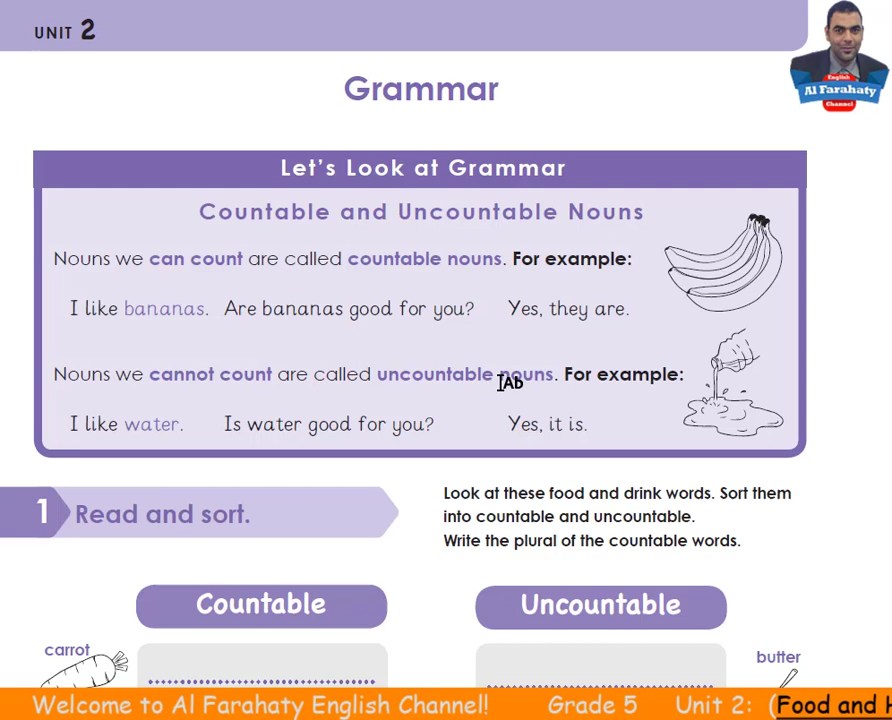 UNIT 2
English
Al Farahaty
Channel
Grammar
Let's Look at Grammar
Countable and Uncountable Nouns
Nouns we can count are called countable nouns. For example:
I like bananas. Are bananas good for you? Yes, they are.
Nouns we cannot count are called uncountable nouns. For example:
Ab
I like water. Is water good for you? Yes, it is.
1 Read and sort.
Look at these food and drink words. Sort them
into countable and uncountable.
Write the plural of the countable words.
Countable
Uncountable
carrot
butter
Welcome to Al Farahaty English Channel! Grade 5 Unit 2: (Food and